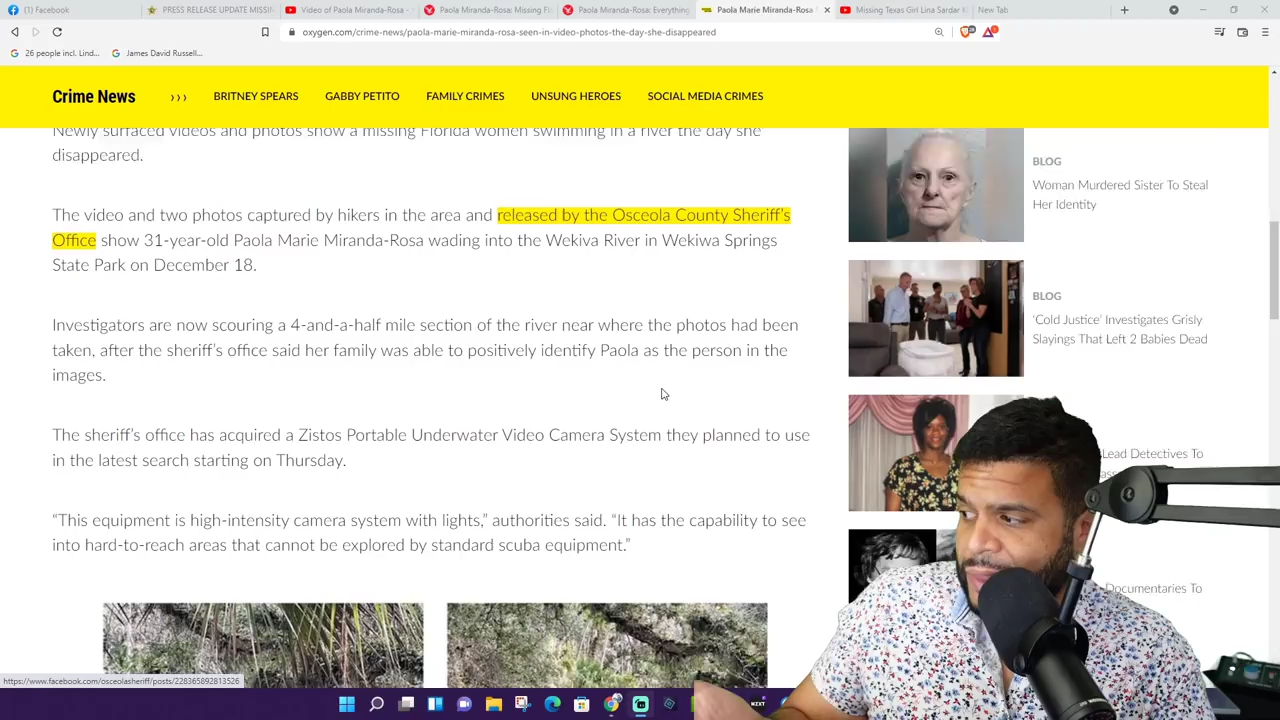 (1) Facebook
PRESS RELEASE UPDATE MISSIN
Video of Paola Miranda-Rosa -
Paola Miranda-Rosa: Missing Fl
Paola Miranda-Rosa: Everything
Paola Marie Miranda-Rosa
Missing Texas Girl Lina Sardar K
New Tab
oxygen.com/crime-news/paola-marie-miranda-rosa-seen-in-video-photos-the-day-she-disappeared
26 people incl. Lind...
James David Russell...
Crime News
BRITNEY SPEARS
GABBY PETITO
FAMILY CRIMES
UNSUNG HEROES
SOCIAL MEDIA CRIMES
Newly surfaced videos and photos show a missing Florida women swimming in a river the day she
disappeared.
The video and two photos captured by hikers in the area and released by the Osceola County Sheriff's
Office show 31-year-old Paola Marie Miranda-Rosa wading into the Wekiva River in Wekiwa Springs
State Park on December 18.
Investigators are now scouring a 4-and-a-half mile section of the river near where the photos had been
taken, after the sheriff's office said her family was able to positively identify Paola as the person in the
images.
The sheriff's office has acquired a Zistos Portable Underwater Video Camera System they planned to use
in the latest search starting on Thursday.
“This equipment is high-intensity camera system with lights,” authorities said. “It has the capability to see
into hard-to-reach areas that cannot be explored by standard scuba equipment.”
BLOG
Woman Murdered Sister To Steal
Her Identity
BLOG
‘Cold Justice’ Investigates Grisly
Slayings That Left 2 Babies Dead
Lead Detectives To
Documentaries To
https://www.facebook.com/osceolasheriff/posts/228365892813526
NZXT